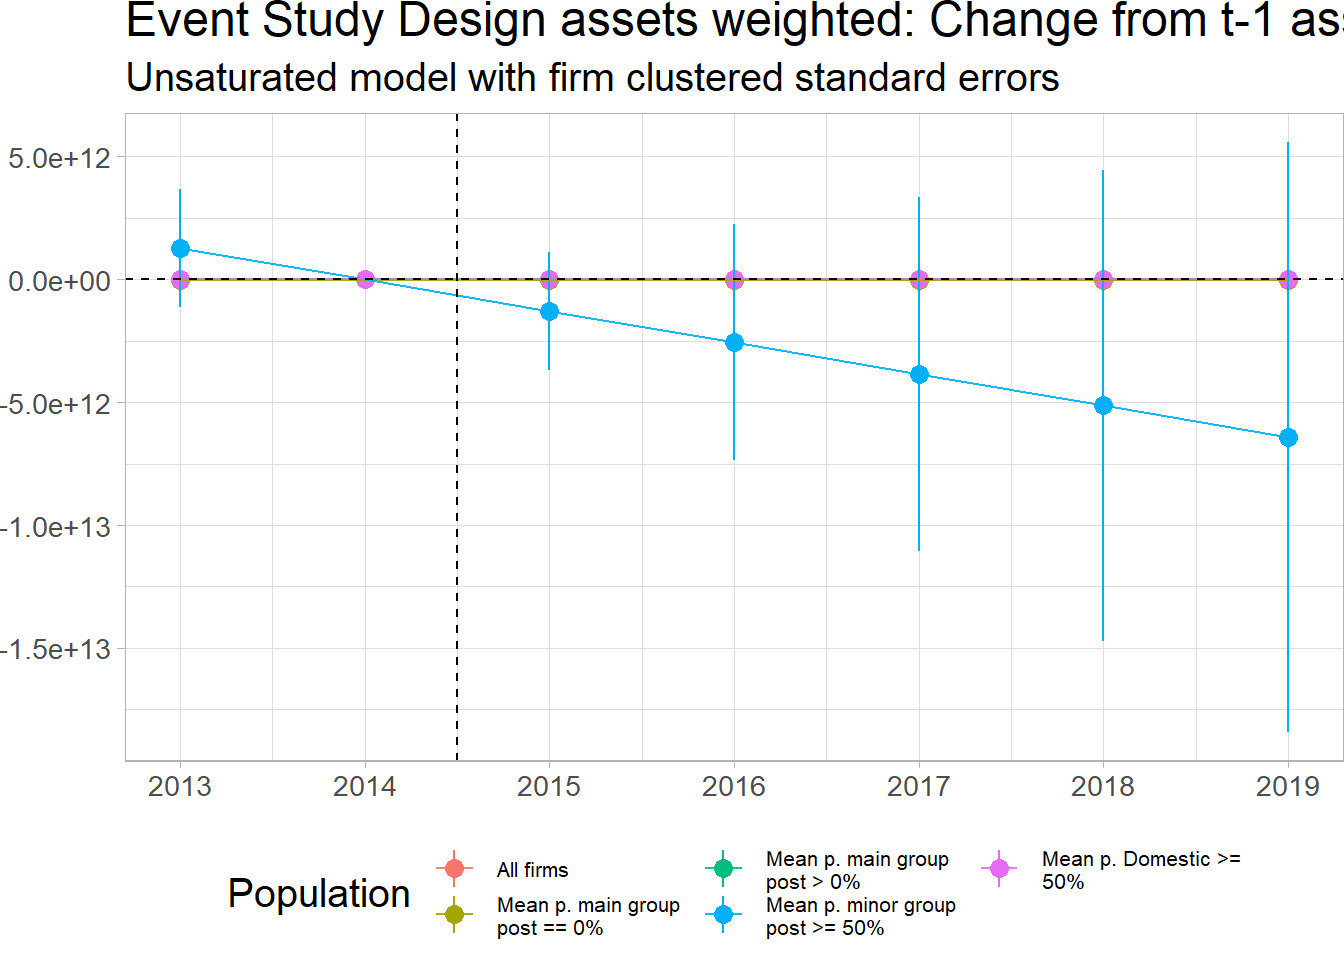 Event Study Design assets weighted: Change from t-1 ass
Unsaturated model with firm clustered standard errors
5.0e+12
0.0e+00
-5.0e+12
-1.0e+13
-1.5e+13
2013 2014 2015 2016 2017 2018 2019
Population
All firms
Mean p. main group
post == 0%
Mean p. main group
post > 0%
Mean p. minor group
post >= 50%
Mean p. Domestic >=
50%